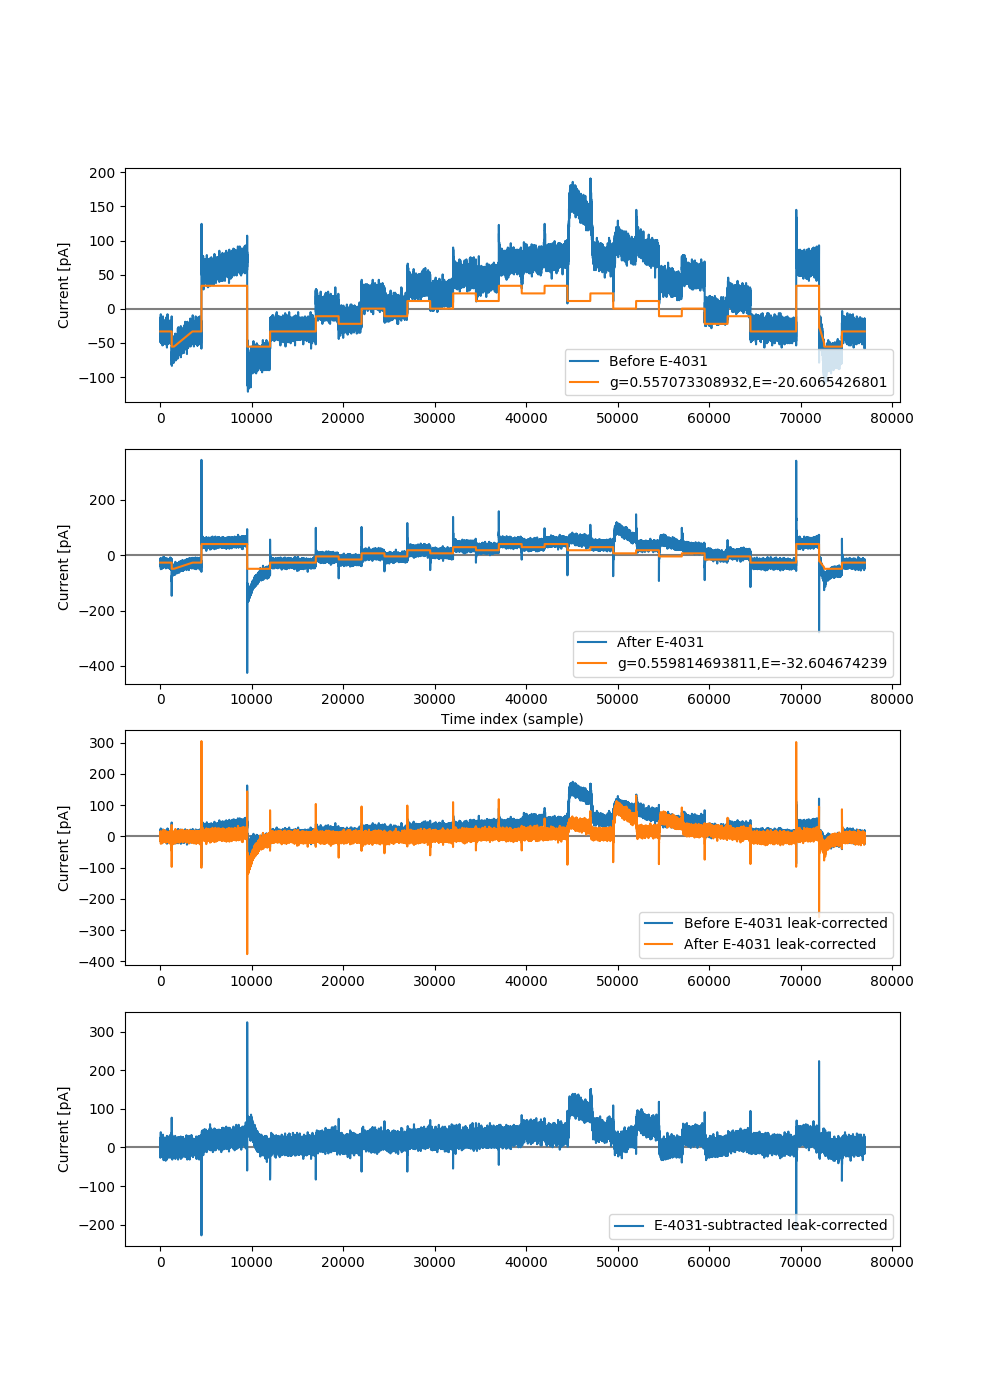 200
150
100
50
0
−50
−100
Current [pA]
Before E-4031
g=0.557073308932,E=-20.6065426801
0 10000 20000 30000 40000 50000 60000 70000 80000
200
0
−200
−400
Current [pA]
After E-4031
g=0.559814693811,E=-32.604674239
0 10000 20000 30000 40000 50000 60000 70000 80000
Time index (sample)
300
200
100
0
−100
−200
−300
−400
Current [pA]
Before E-4031 leak-corrected
After E-4031 leak-corrected
0 10000 20000 30000 40000 50000 60000 70000 80000
300
200
100
0
−100
−200
Current [pA]
E-4031-subtracted leak-corrected
0 10000 20000 30000 40000 50000 60000 70000 80000